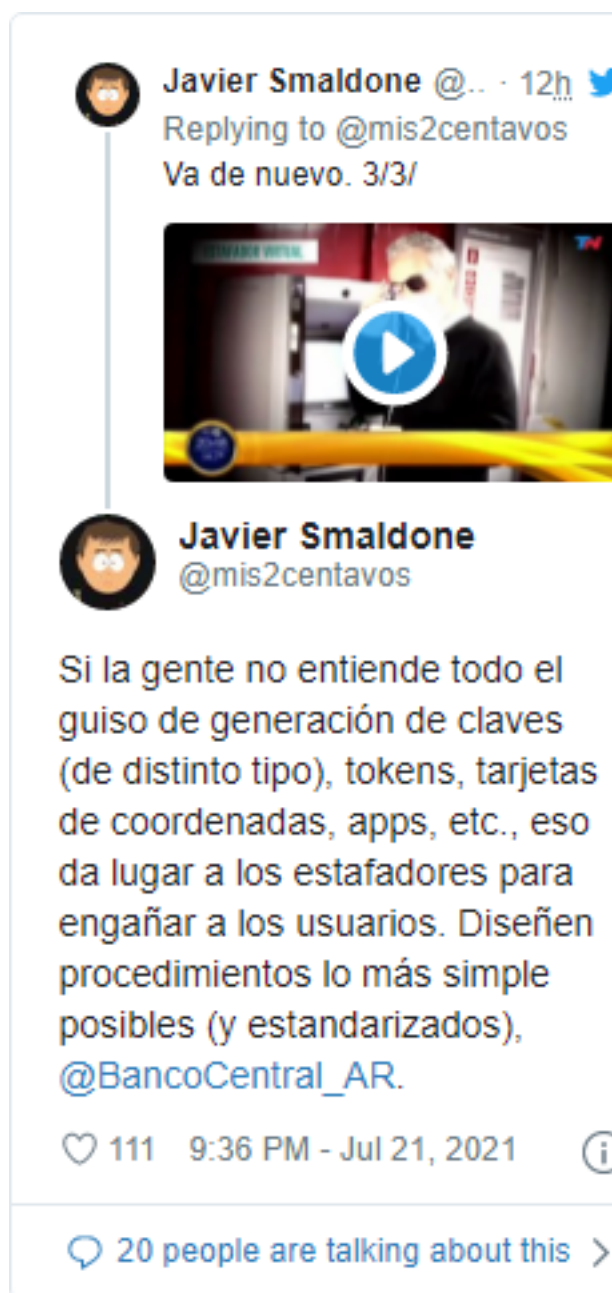 Javier Smaldone @.. · 12h
Replying to @mis2centavos
Va de nuevo. 3/3/
ESTAFADOR VIRTUAL
TN
Javier Smaldone
@mis2centavos
Si la gente no entiende todo el
guiso de generación de claves
(de distinto tipo), tokens, tarjetas
de coordenadas, apps, etc., eso
da lugar a los estafadores para
engañar a los usuarios. Diseñen
procedimientos lo más simple
posibles (y estandarizados),
@BancoCentral_AR.
111 9:36 PM - Jul 21, 2021
20 people are talking about this